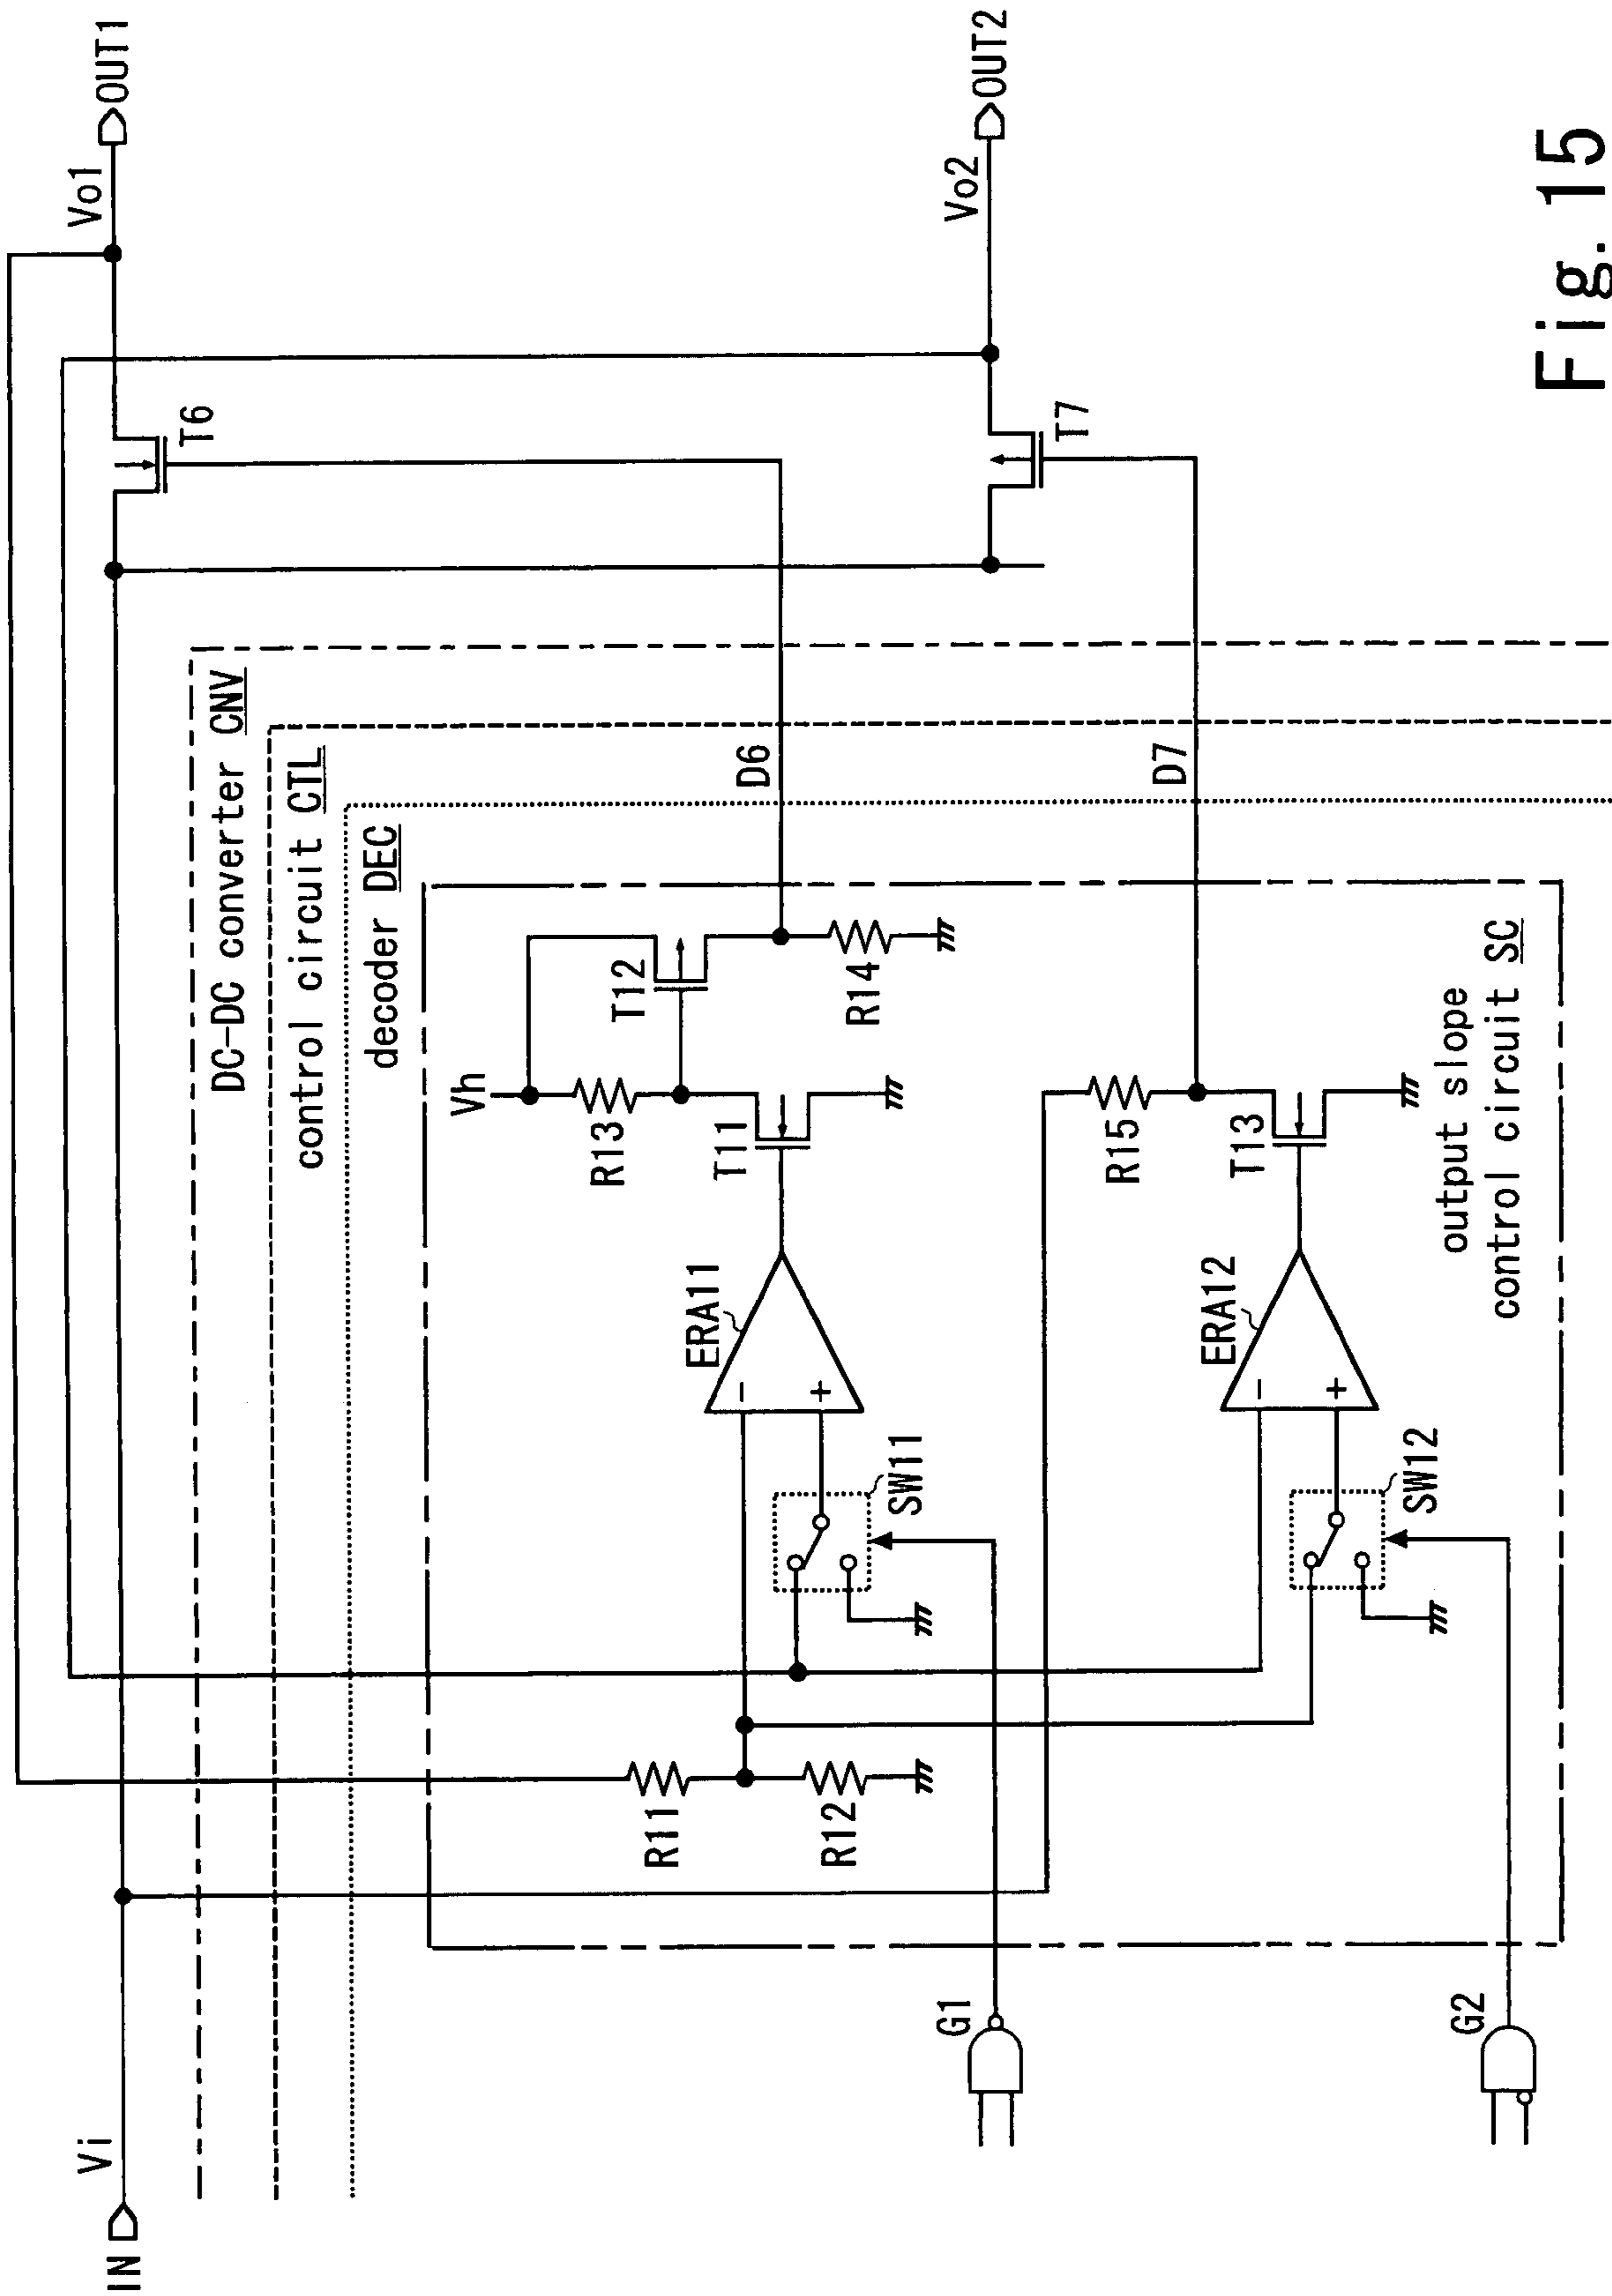 IN
Vi
Vo1
OUT1
T6
DC-DC converter CNV
control circuit CTL
decoder DEC
Vh
R13
T12
D6
R11
ERA11
-
+
T11
R14
R12
SW11
Vo2
OUT2
T7
G1
R15
D7
ERA12
-
+
T13
SW12
output slope
control circuit SC
G2
Fig. 15